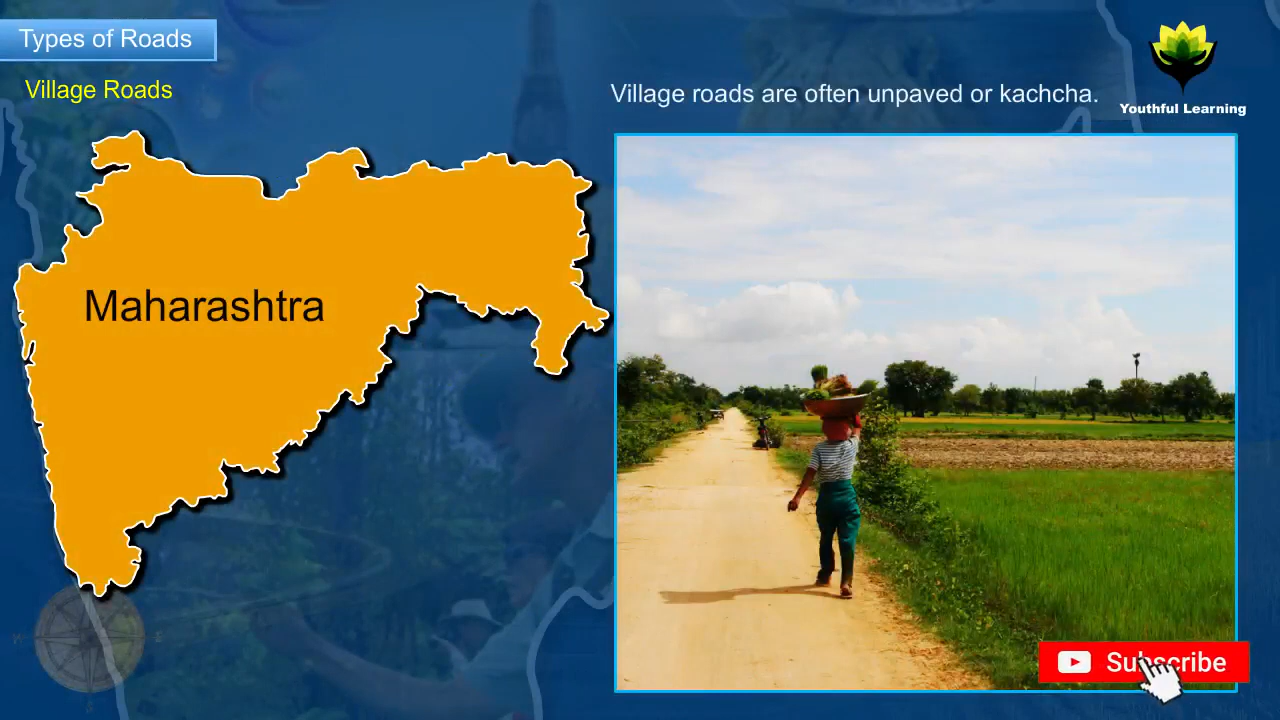 Types of Roads
Village Roads
Village roads are often unpaved or kachcha.
Youthful Learning
Maharashtra
Subscribe